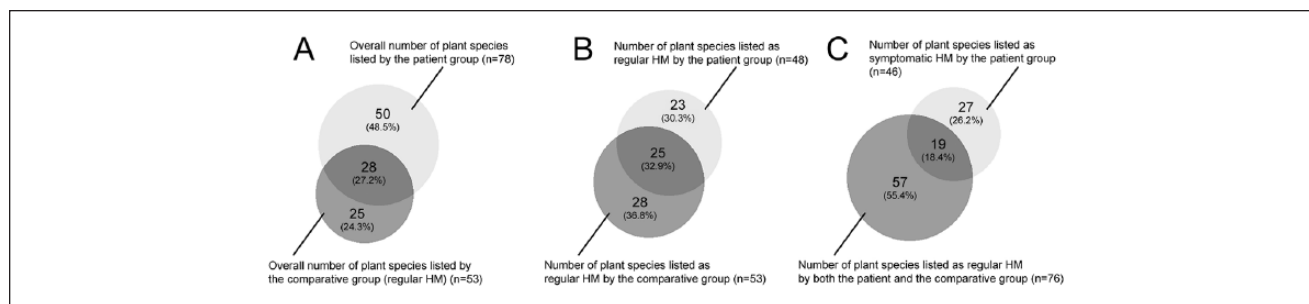 A
Overall number of plant species
listed by the patient group (n=78)
50
(48.5%)
28
(27.2%)
25
(24.3%)
Overall number of plant species listed by
the comparative group (regular HM) (n=53)
B
Number of plant species listed as
regular HM by the patient group (n=48)
23
(30.3%)
25
(32.9%)
28
(36.8%)
Number of plant species listed as
regular HM by the comparative group (n=53)
C
Number of plant species listed as
symptomatic HM by the patient group
(n=46)
27
(26.2%)
19
(18.4%)
57
(55.4%)
Number of plant species listed as regular HM
by both the patient and the comparative group (n=76)